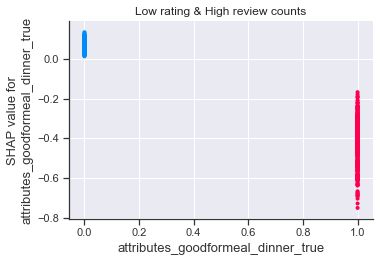 Low rating & High review counts
SHAP value for
attributes_goodformeal_dinner_true
0.0
−0.2
−0.4
−0.6
−0.8
0.0 0.2 0.4 0.6 0.8 1.0
attributes_goodformeal_dinner_true